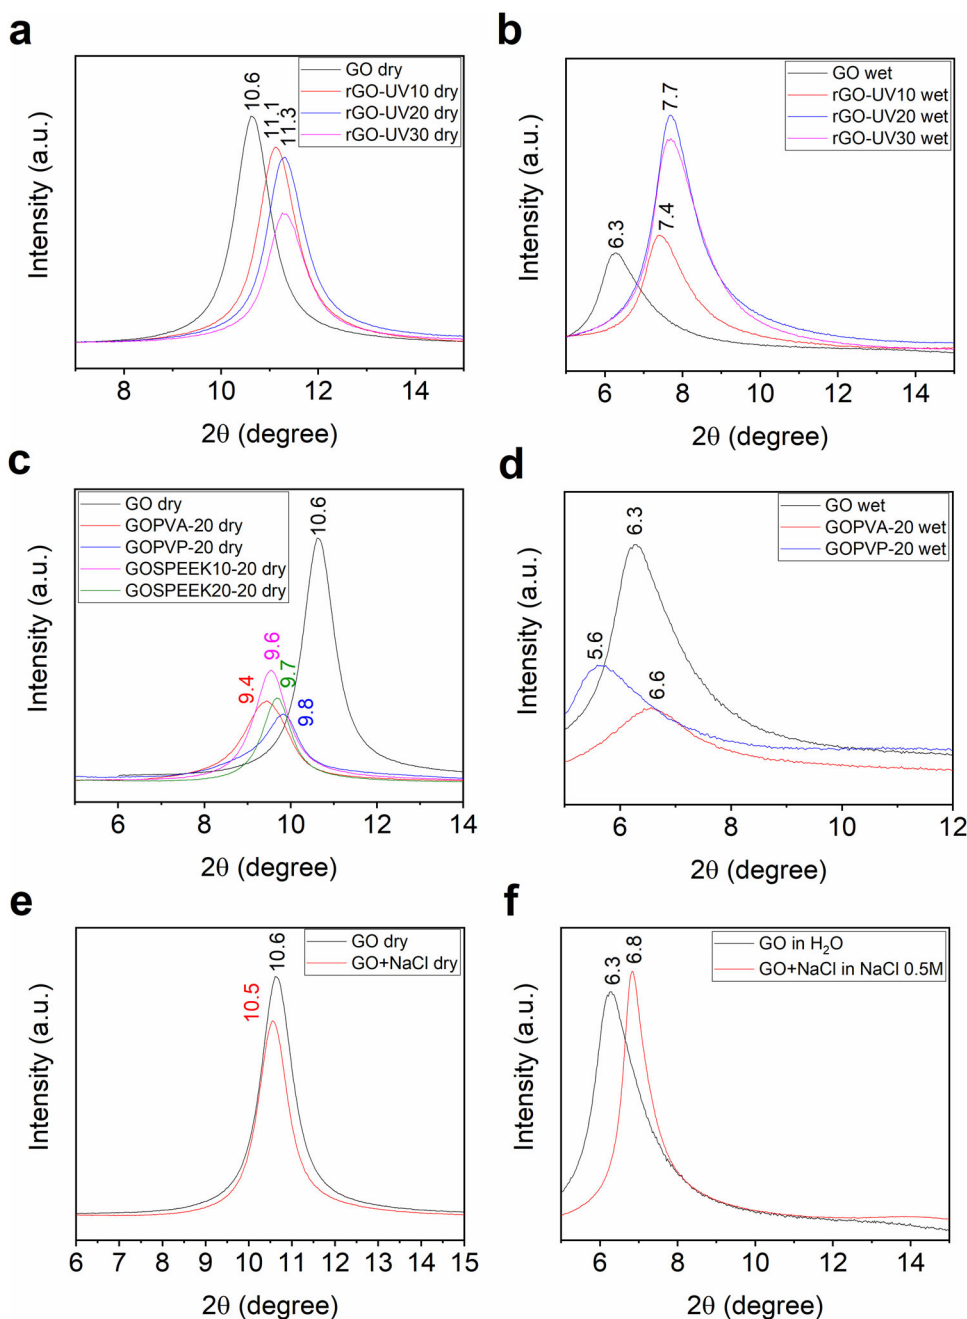 a
GO dry
rGO-UV10 dry
rGO-UV20 dry
rGO-UV30 dry
10.6
11.1
11.3
Intensity (a.u.)
8 10 12 14
2θ (degree)
b
GO wet
rGO-UV10 wet
rGO-UV20 wet
rGO-UV30 wet
6.3
7.4
7.7
Intensity (a.u.)
6 8 10 12 14
2θ (degree)
c
GO dry
GOPVA-20 dry
GOPVP-20 dry
GOSPEEK10-20 dry
GOSPEEK20-20 dry
10.6
9.4
9.6
9.7
9.8
Intensity (a.u.)
6 8 10 12 14
2θ (degree)
d
GO wet
GOPVA-20 wet
GOPVP-20 wet
6.3
5.6
6.6
Intensity (a.u.)
6 8 10 12
2θ (degree)
e
GO dry
GO+NaCl dry
10.6
10.5
Intensity (a.u.)
6 7 8 9 10 11 12 13 14 15
2θ (degree)
f
GO in H₂O
GO+NaCl in NaCl 0.5M
6.3
6.8
Intensity (a.u.)
6 8 10 12 14
2θ (degree)